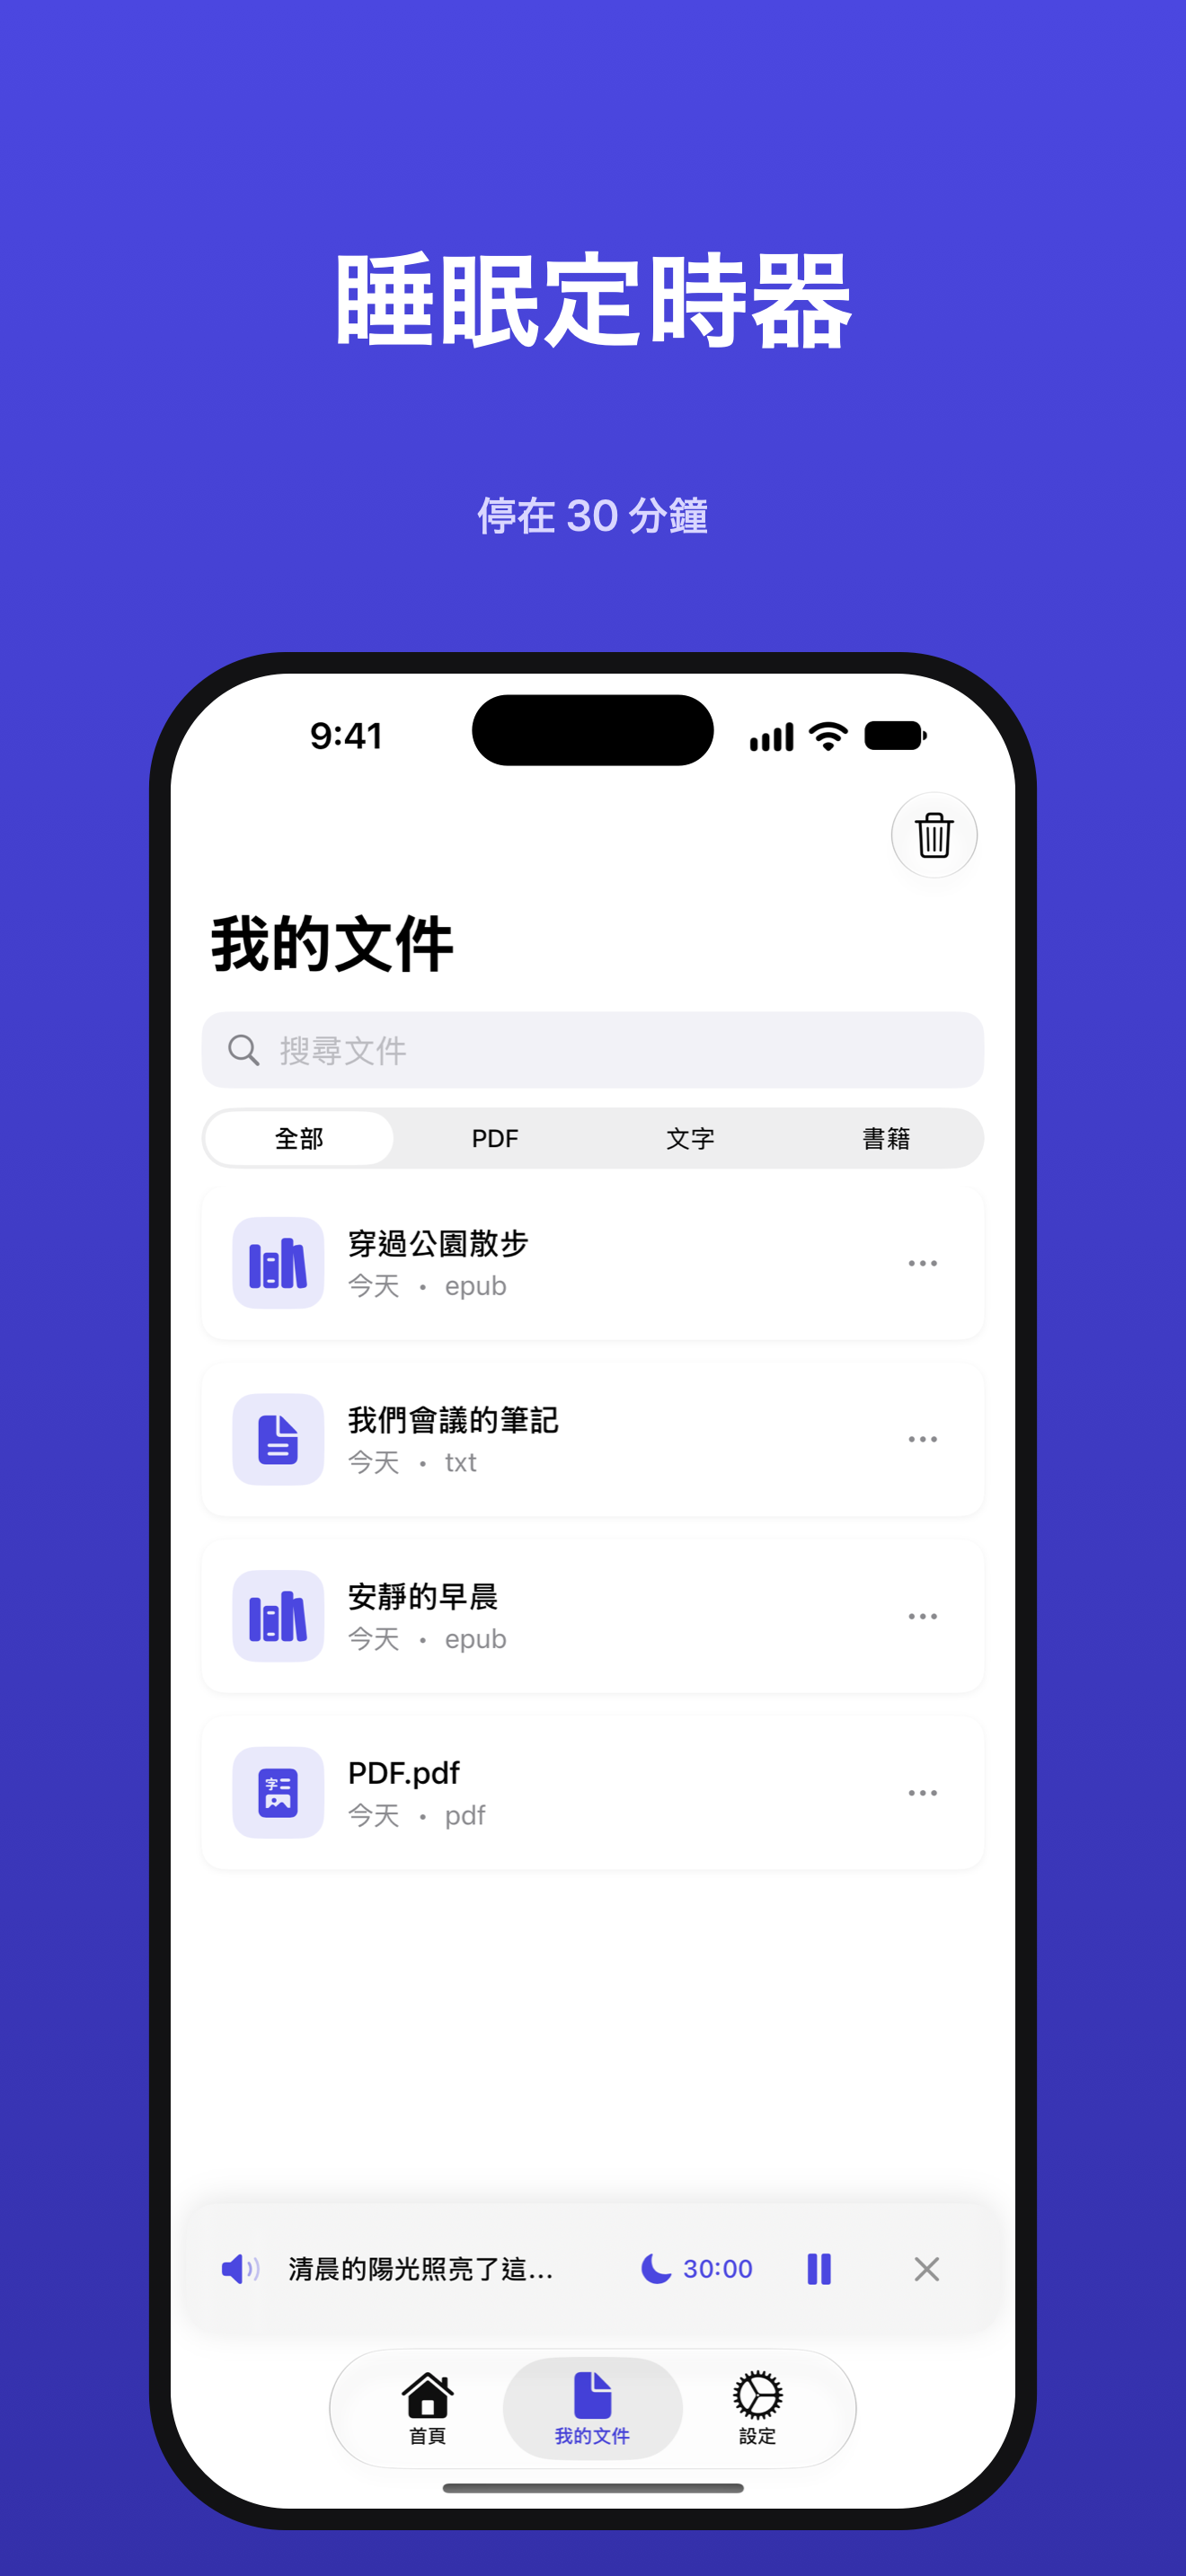 睡眠定時器
停在 30 分鐘
9:41
我的文件
搜尋文件
全部 PDF 文字 書籍
穿過公園散步
今天 • epub
我們會議的筆記
今天 • txt
安靜的早晨
今天 • epub
字
PDF.pdf
今天 • pdf
清晨的陽光照亮了這... 30:00
首頁 我的文件 設定